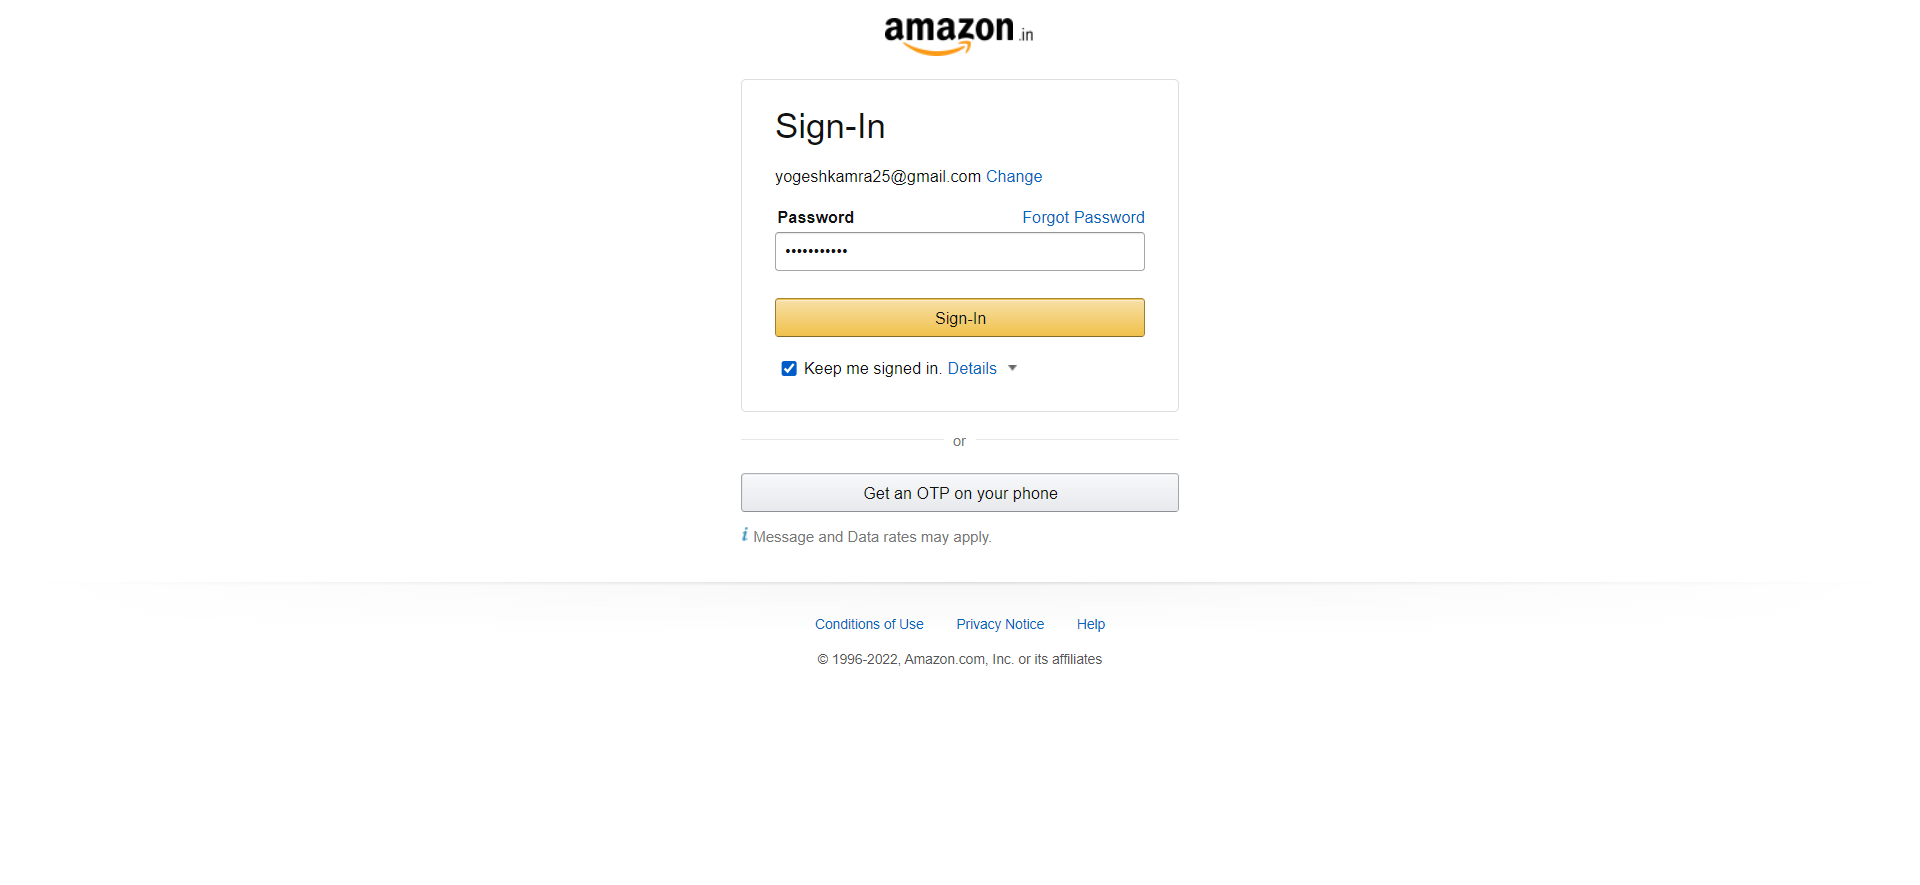 amazon.in
Sign-In
yogeshkamra25@gmail.com Change
Password Forgot Password
•••••••••••
Sign-In
Keep me signed in. Details
or
Get an OTP on your phone
i Message and Data rates may apply.
Conditions of Use Privacy Notice Help
© 1996-2022, Amazon.com, Inc. or its affiliates